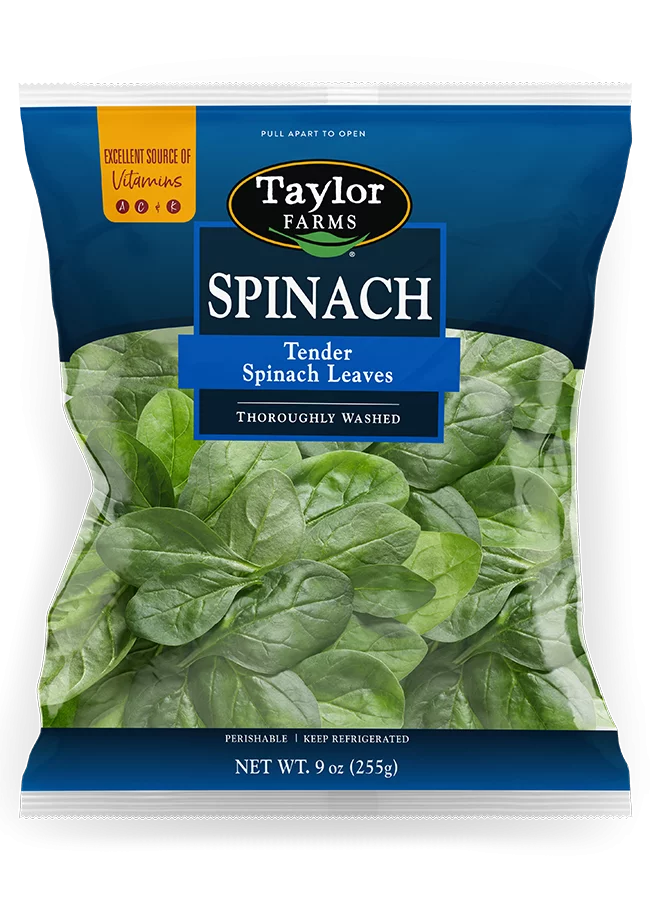 PULL APART TO OPEN
EXCELLENT SOURCE OF
Vitamins
A C & K
Taylor
FARMS
®
SPINACH
Tender
Spinach Leaves
THOROUGHLY WASHED
PERISHABLE | KEEP REFRIGERATED
NET WT. 9 oz (255g)